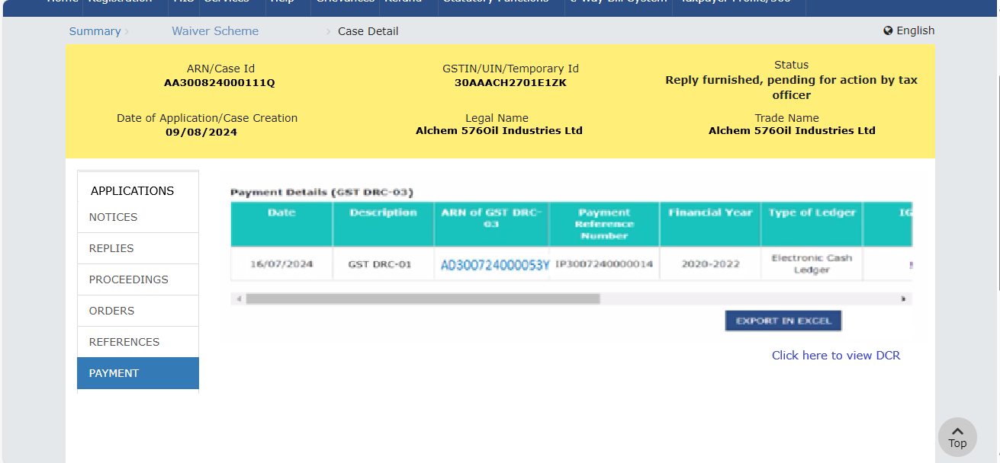 Home Registration Services Help Grievances Refund Statutory Functions e-Way Bill System Taxpayer Profile/360
Summary Waiver Scheme Case Detail English
ARN/Case Id
AA300824000111Q
GSTIN/UIN/Temporary Id
30AAACH2701E1ZK
Status
Reply furnished, pending for action by tax
officer
Date of Application/Case Creation
09/08/2024
Legal Name
Alchem 576Oil Industries Ltd
Trade Name
Alchem 576Oil Industries Ltd
APPLICATIONS
NOTICES
REPLIES
PROCEEDINGS
ORDERS
REFERENCES
PAYMENT
Payment Details (GST DRC-03)
Date
Description
ARN of GST DRC-
03
Payment
Reference
Number
Financial Year
Type of Ledger
IG
16/07/2024
GST DRC-01
AD300724000053Y
IP3007240000014
2020-2022
Electronic Cash
Ledger
EXPORT IN EXCEL
Click here to view DCR
Top